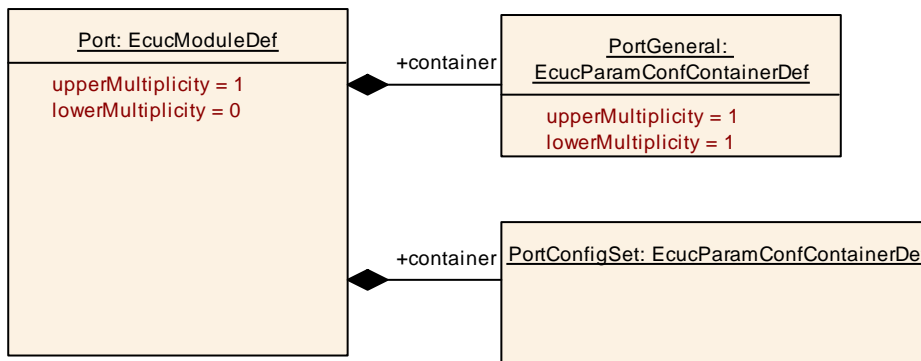 Port: EcucModuleDef
upperMultiplicity = 1
lowerMultiplicity = 0
+container
PortGeneral:
EcucParamConfContainerDef
upperMultiplicity = 1
lowerMultiplicity = 1
+container
PortConfigSet: EcucParamConfContainerDe